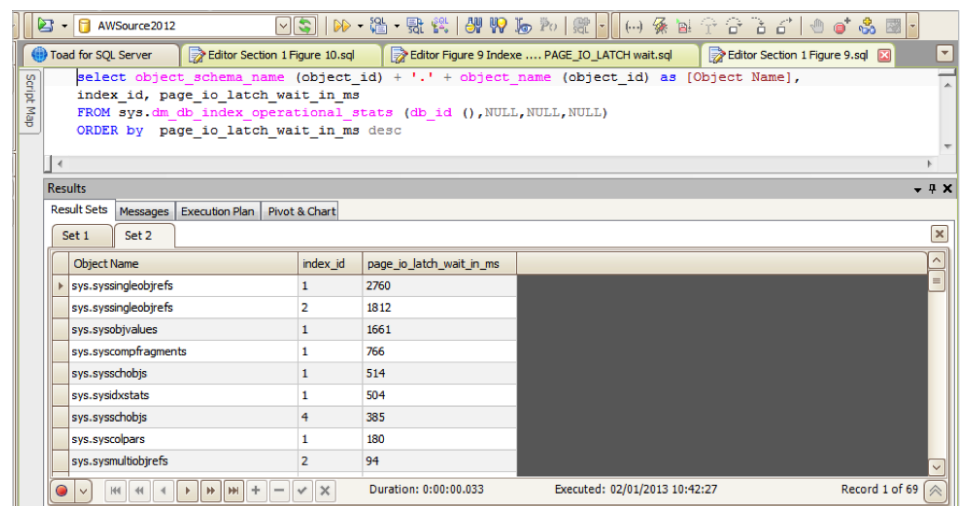 AWSource2012
Toad for SQL Server Editor Section 1 Figure 10.sql Editor Figure 9 Indexe .... PAGE_IO_LATCH wait.sql Editor Section 1 Figure 9.sql
Script Map
select object_schema_name (object_id) + '.' + object_name (object_id) as [Object Name],
index_id, page_io_latch_wait_in_ms
FROM sys.dm_db_index_operational_stats (db_id (),NULL,NULL,NULL)
ORDER by page_io_latch_wait_in_ms desc
Results
Result Sets Messages Execution Plan Pivot & Chart
Set 1 Set 2
Object Name index_id page_io_latch_wait_in_ms
sys.syssingleobjrefs 1 2760
sys.syssingleobjrefs 2 1812
sys.sysobjvalues 1 1661
sys.syscompfragments 1 766
sys.sysschobjs 1 514
sys.sysidxstats 1 504
sys.sysschobjs 4 385
sys.syscolpars 1 180
sys.sysmultiobjrefs 2 94
Duration: 0:00:00.033 Executed: 02/01/2013 10:42:27 Record 1 of 69